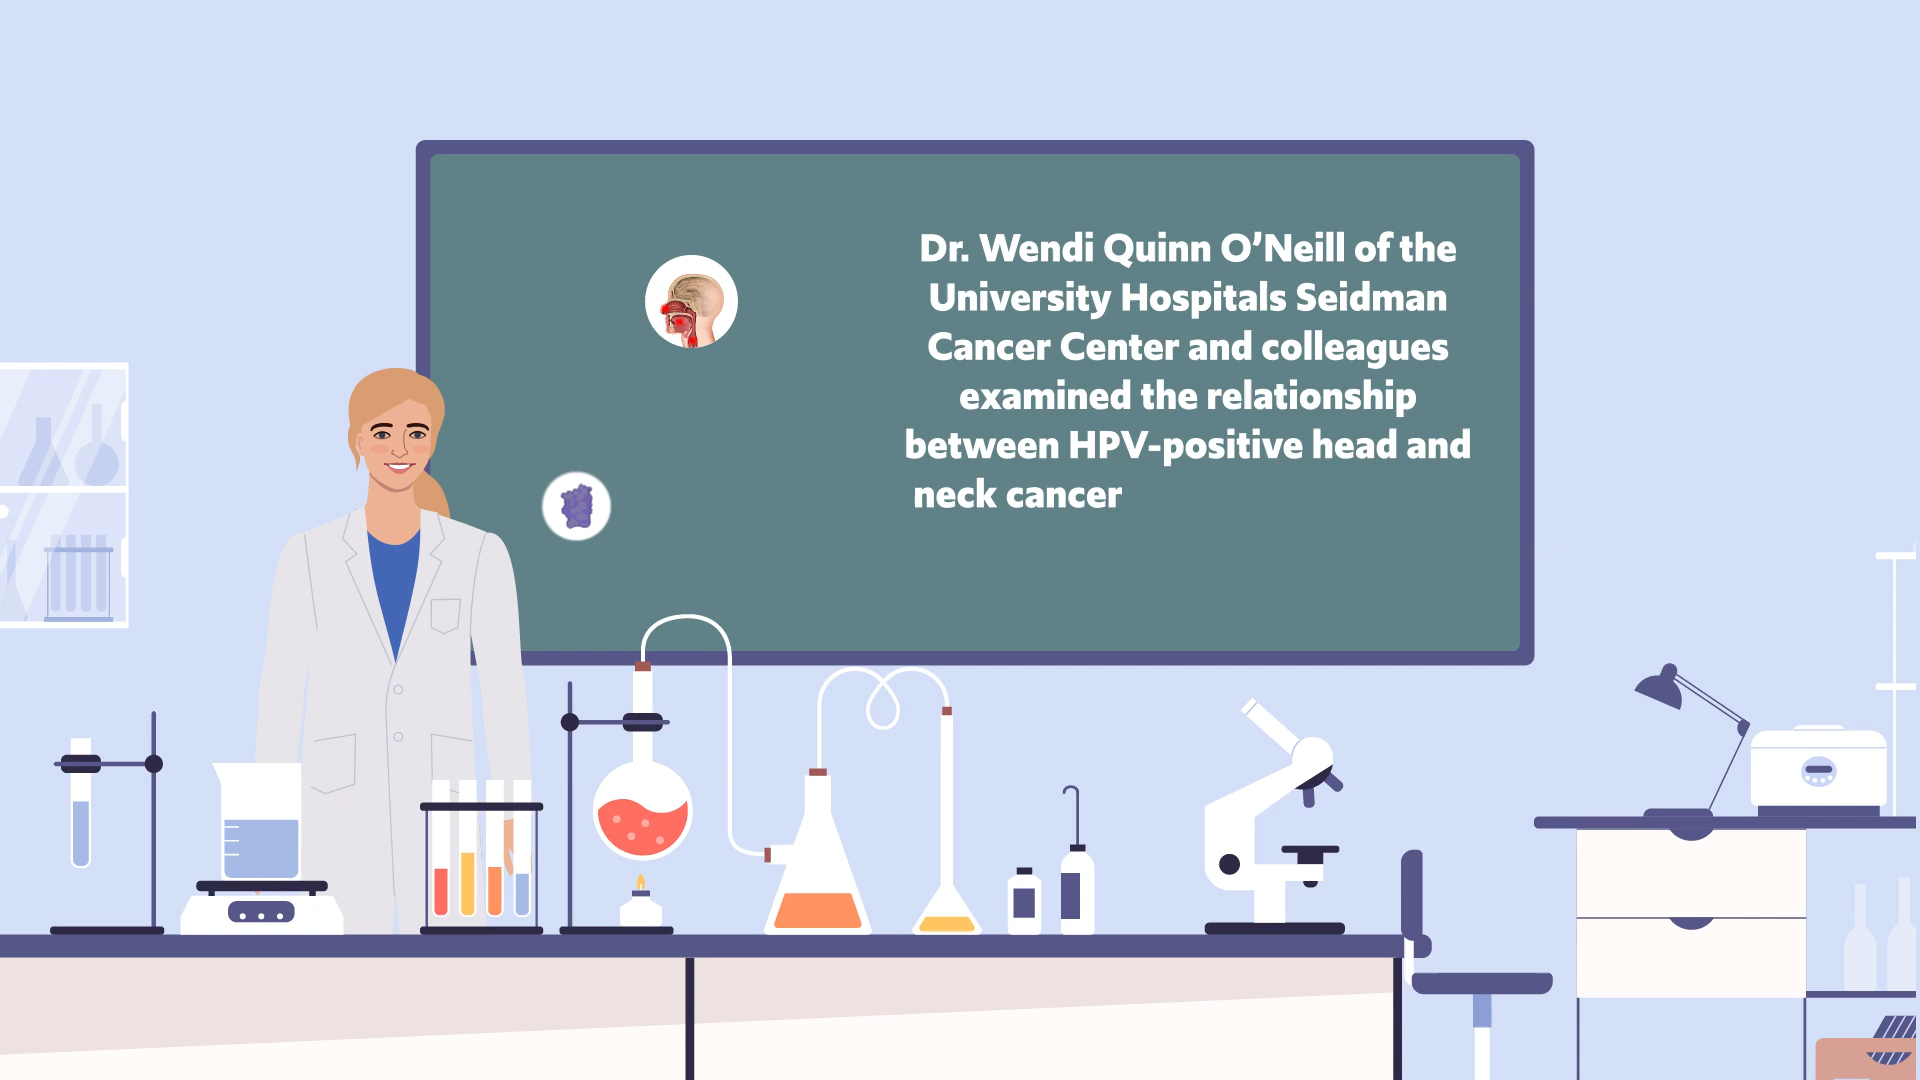 Dr. Wendi Quinn O’Neill of the
University Hospitals Seidman
Cancer Center and colleagues
examined the relationship
between HPV-positive head and
neck cancer